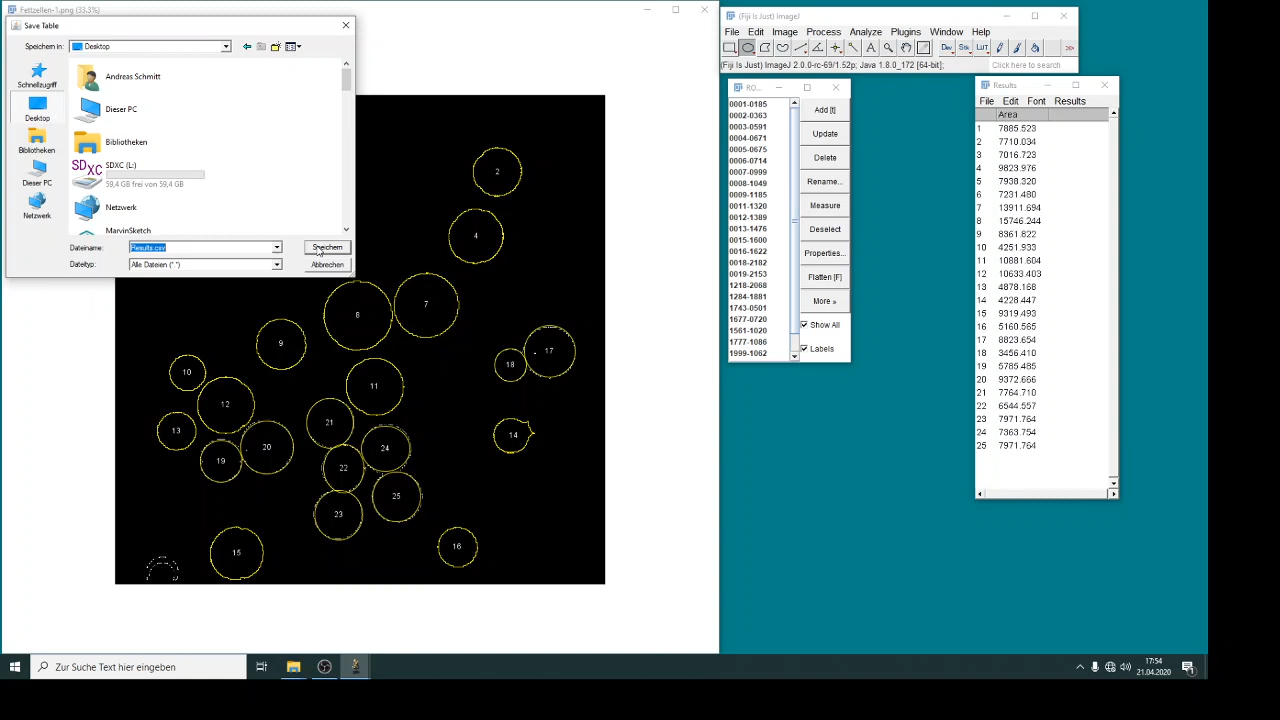 Fettzellen-1.png (33.3%)
Save Table
Speichern in:
Desktop
Schnellzugriff
Desktop
Bibliotheken
Dieser PC
Netzwerk
Andreas Schmitt
Dieser PC
Bibliotheken
SDXC (L:)
59,4 GB frei von 59,4 GB
Netzwerk
MarvinSketch
Dateiname:
Results.csv
Speichern
Dateityp:
Alle Dateien (*.*)
Abbrechen
2
4
7
8
9
17
18
10
11
12
21
13
14
20
24
19
22
25
23
16
15
(Fiji Is Just) ImageJ
File Edit Image Process Analyze Plugins Window Help
Dev Stk LUT
(Fiji Is Just) ImageJ 2.0.0-rc-69/1.52p; Java 1.8.0_172 [64-bit];
Click here to search
RO...
0001-0185
0002-0363
0003-0591
0004-0671
0005-0675
0006-0714
0007-0999
0008-1049
0009-1185
0011-1320
0012-1389
0013-1476
0015-1600
0016-1622
0018-2182
0019-2153
1218-2068
1284-1881
1743-0501
1677-0720
1561-1020
1777-1086
1999-1062
Add [t]
Update
Delete
Rename...
Measure
Deselect
Properties...
Flatten [F]
More »
Show All
Labels
Results
File Edit Font Results
Area
1 7885.523
2 7710.034
3 7016.723
4 9823.976
5 7938.320
6 7231.480
7 13911.694
8 15746.244
9 8361.822
10 4251.933
11 10881.604
12 10633.403
13 4878.168
14 4228.447
15 9319.493
16 5160.565
17 8823.654
18 3456.410
19 5785.485
20 9372.666
21 7764.710
22 6544.557
23 7971.764
24 7363.754
25 7971.764
Zur Suche Text hier eingeben
17:54
21.04.2020
1